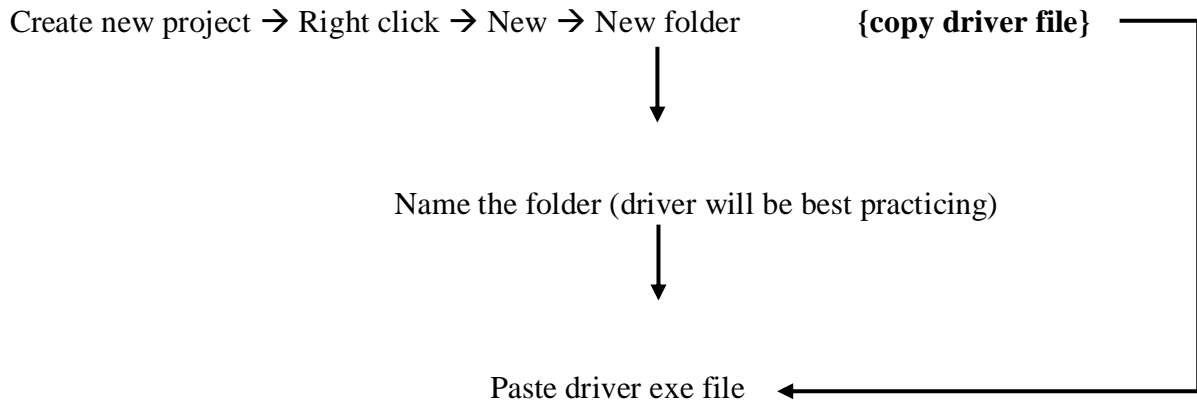 Create new project → Right click → New → New folder {copy driver file}
Name the folder (driver will be best practicing)
Paste driver exe file